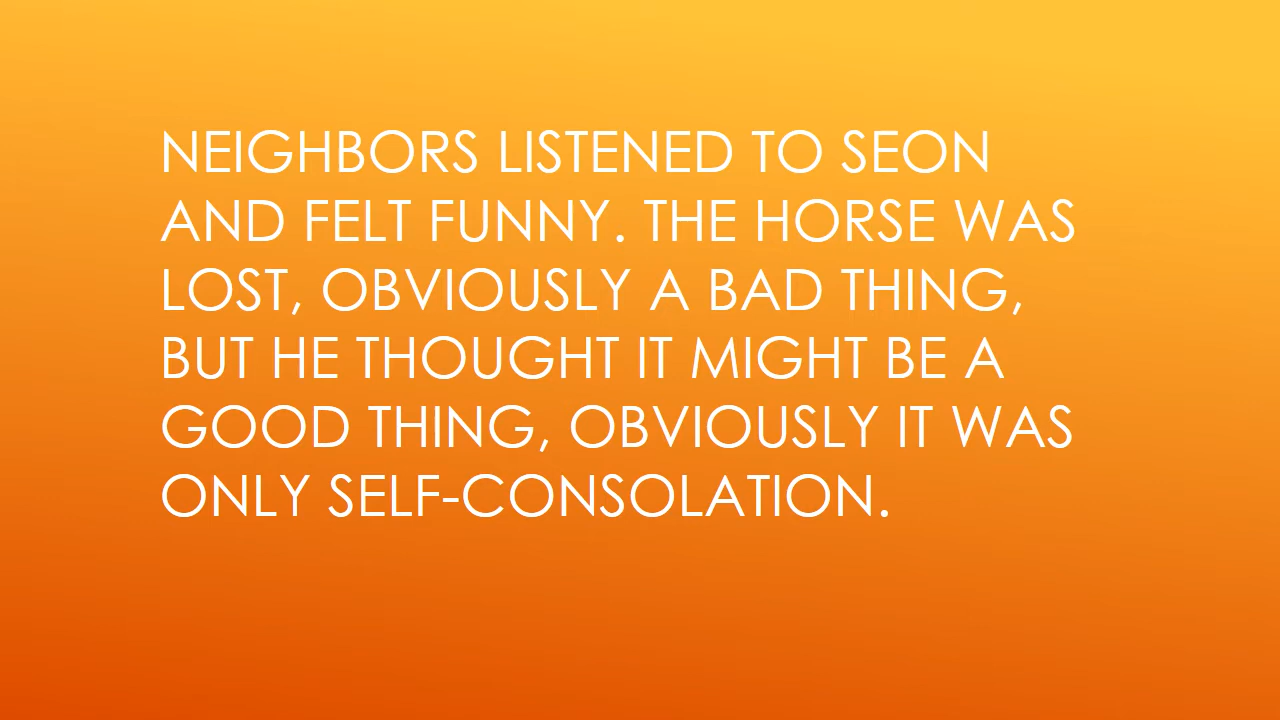 NEIGHBORS LISTENED TO SEON
AND FELT FUNNY. THE HORSE WAS
LOST, OBVIOUSLY A BAD THING,
BUT HE THOUGHT IT MIGHT BE A
GOOD THING, OBVIOUSLY IT WAS
ONLY SELF-CONSOLATION.